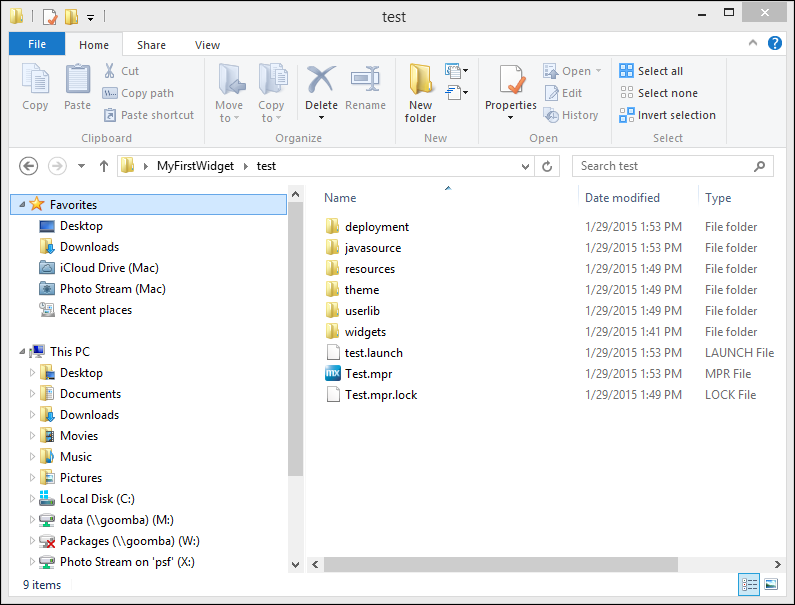 test
File Home Share View
Copy
Paste
Cut
Copy path
Paste shortcut
Clipboard
Move to
Copy to
Delete
Rename
Organize
New folder
New
Properties
Open
Edit
History
Open
Select all
Select none
Invert selection
Select
MyFirstWidget test
Search test
Favorites
Desktop
Downloads
iCloud Drive (Mac)
Photo Stream (Mac)
Recent places
This PC
Desktop
Documents
Downloads
Movies
Music
Pictures
Local Disk (C:)
data (\\goomba) (M:)
Packages (\\goomba) (W:)
Photo Stream on 'psf' (X:)
Name Date modified Type
deployment 1/29/2015 1:53 PM File folder
javasource 1/29/2015 1:53 PM File folder
resources 1/29/2015 1:49 PM File folder
theme 1/29/2015 1:49 PM File folder
userlib 1/29/2015 1:49 PM File folder
widgets 1/29/2015 1:41 PM File folder
test.launch 1/29/2015 1:53 PM LAUNCH File
mx Test.mpr 1/29/2015 1:53 PM MPR File
Test.mpr.lock 1/29/2015 1:49 PM LOCK File
9 items